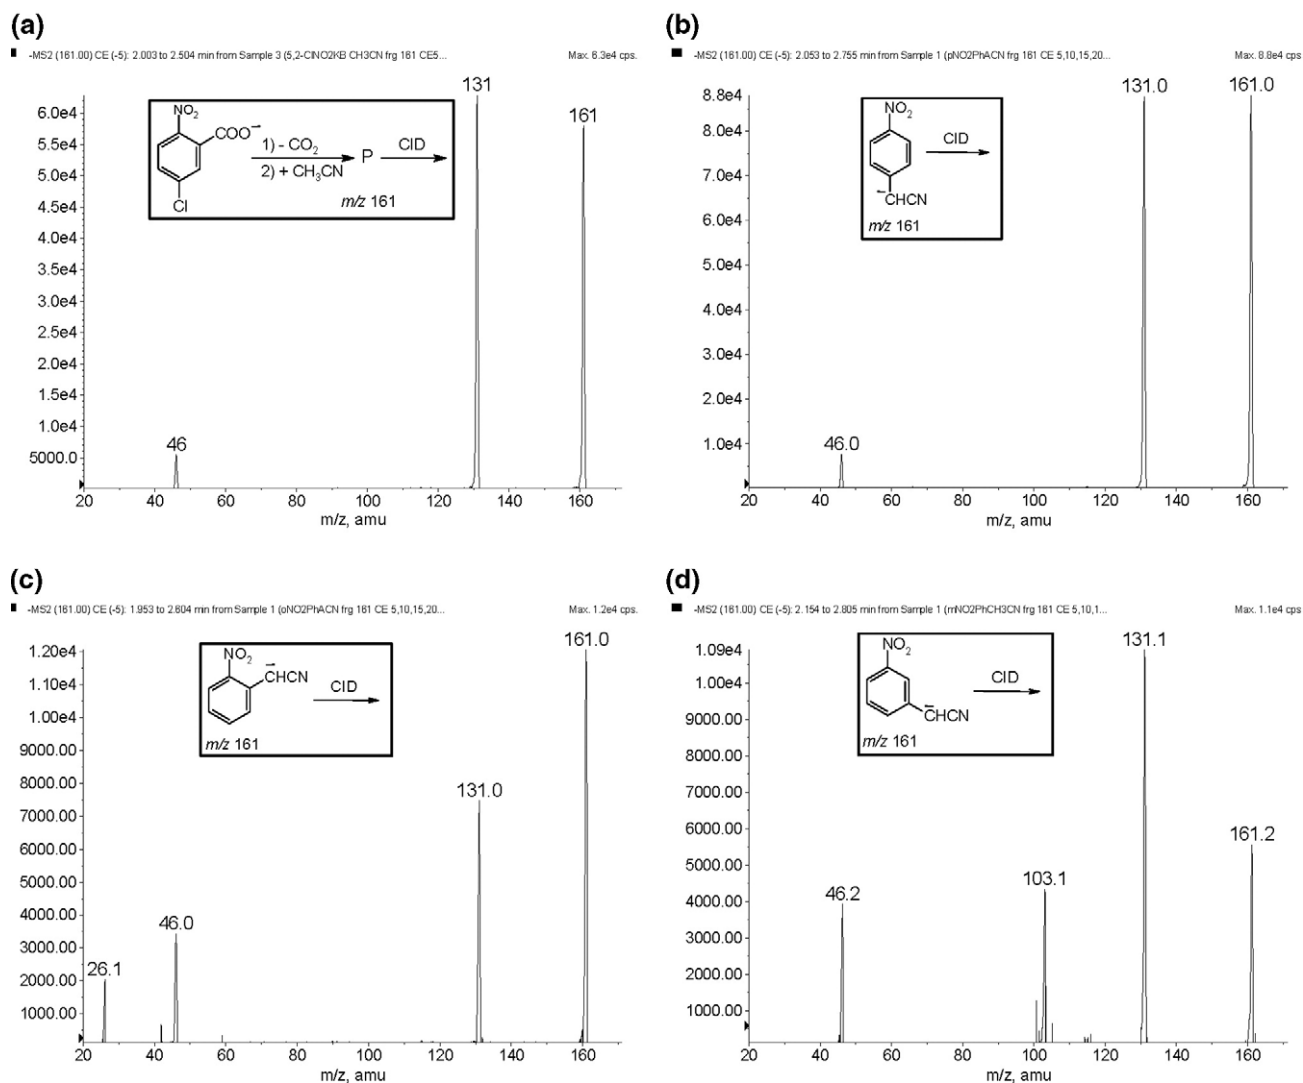 (a)
-MS2 (161.00) CE (-5): 2.003 to 2.504 min from Sample 3 (5,2-ClNO2KB CH3CN frg 161 CE5...
Max. 6.3e4 cps.
131
161
6.0e4
5.5e4
5.0e4
4.5e4
4.0e4
3.5e4
3.0e4
2.5e4
2.0e4
1.5e4
1.0e4
5000.0
NO2
COO−
Cl
1) - CO2
2) + CH3CN
P
CID
m/z 161
46
20 40 60 80 100 120 140 160
m/z, amu
(b)
-MS2 (161.00) CE (-5): 2.053 to 2.755 min from Sample 1 (pNO2PhACN frg 161 CE 5,10,15,20...
Max. 8.8e4 cps.
131.0
161.0
8.8e4
8.0e4
7.0e4
6.0e4
5.0e4
4.0e4
3.0e4
2.0e4
1.0e4
NO2
CID
−CHCN
m/z 161
46.0
20 40 60 80 100 120 140 160
m/z, amu
(c)
-MS2 (161.00) CE (-5): 1.953 to 2.604 min from Sample 1 (oNO2PhACN frg 161 CE 5,10,15,20...
Max. 1.2e4 cps.
161.0
1.20e4
1.10e4
1.00e4
9000.00
8000.00
7000.00
6000.00
5000.00
4000.00
3000.00
2000.00
1000.00
NO2
−CHCN
CID
m/z 161
131.0
46.0
26.1
20 40 60 80 100 120 140 160
m/z, amu
(d)
-MS2 (161.00) CE (-5): 2.154 to 2.805 min from Sample 1 (mNO2PhCH3CN frg 161 CE 5,10,1...
Max. 1.1e4 cps.
131.1
1.09e4
1.00e4
9000.00
8000.00
7000.00
6000.00
5000.00
4000.00
3000.00
2000.00
1000.00
NO2
CID
−CHCN
m/z 161
161.2
103.1
46.2
20 40 60 80 100 120 140 160
m/z, amu